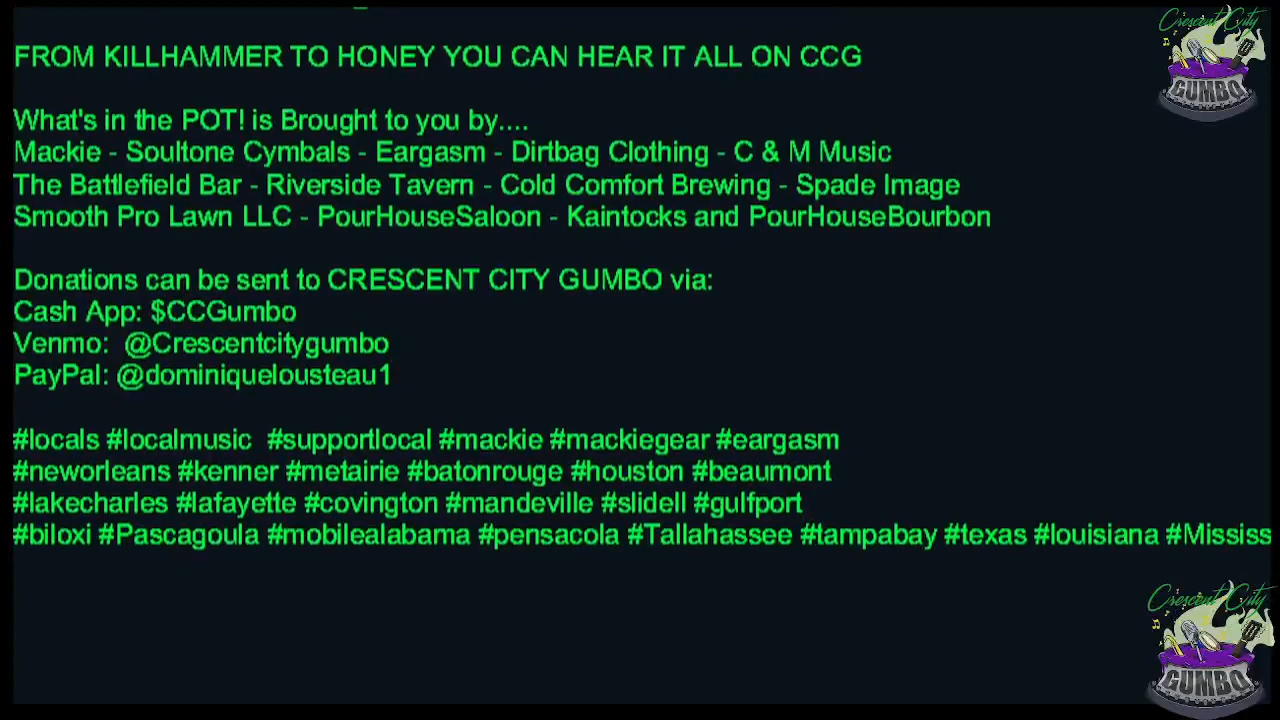 Crescent City
GUMBO
FROM KILLHAMMER TO HONEY YOU CAN HEAR IT ALL ON CCG
What's in the POT! is Brought to you by....
Mackie - Soultone Cymbals - Eargasm - Dirtbag Clothing - C & M Music
The Battlefield Bar - Riverside Tavern - Cold Comfort Brewing - Spade Image
Smooth Pro Lawn LLC - PourHouseSaloon - Kaintocks and PourHouseBourbon
Donations can be sent to CRESCENT CITY GUMBO via:
Cash App: $CCGumbo
Venmo:  @Crescentcitygumbo
PayPal: @dominiquelousteau1
#locals #localmusic  #supportlocal #mackie #mackiegear #eargasm
#neworleans #kenner #metairie #batonrouge #houston #beaumont
#lakecharles #lafayette #covington #mandeville #slidell #gulfport
#biloxi #Pascagoula #mobilealabama #pensacola #Tallahassee #tampabay #texas #louisiana #Mississ
Crescent City
GUMBO